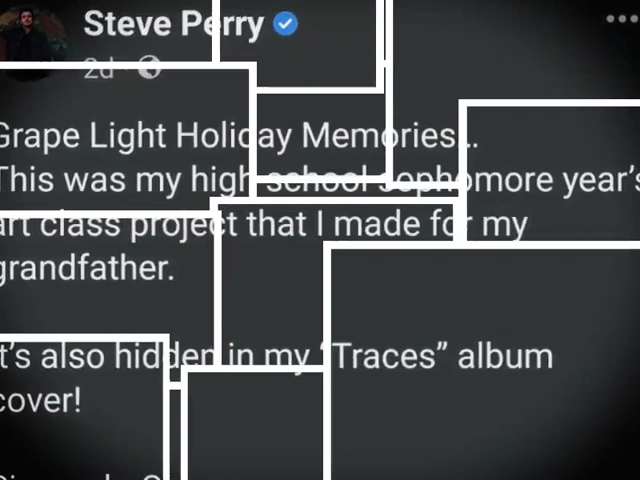 Steve Perry
2d
Grape Light Holiday Memories...
This was my high school sophomore year's
art class project that I made for my
grandfather.
It's also hidden in my "Traces" album
cover!